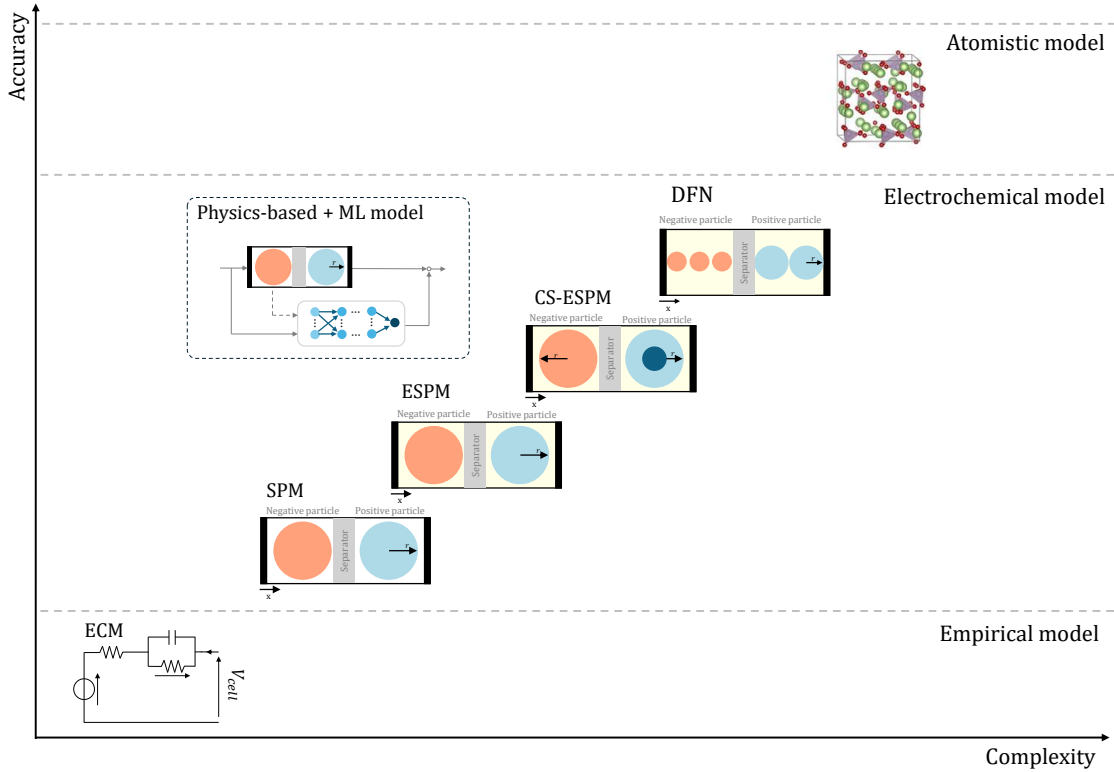 Accuracy
Atomistic model
Electrochemical model
DFN
Negative particle
Positive particle
Separator
r
x
Physics-based + ML model
r
...
...
...
...
CS-ESPM
Negative particle
Positive particle
r
Separator
r
x
ESPM
Negative particle
Positive particle
Separator
r
x
SPM
Negative particle
Positive particle
Separator
r
x
Empirical model
ECM
V_cell
Complexity